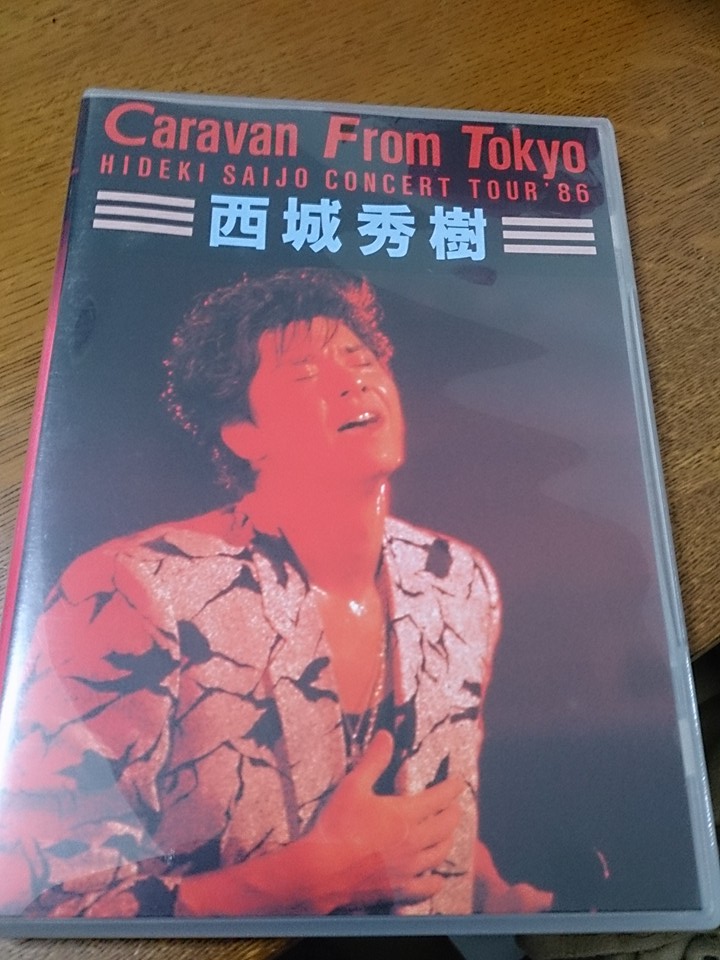 Caravan From Tokyo
HIDEKI SAIJO CONCERT TOUR '86
西城秀樹